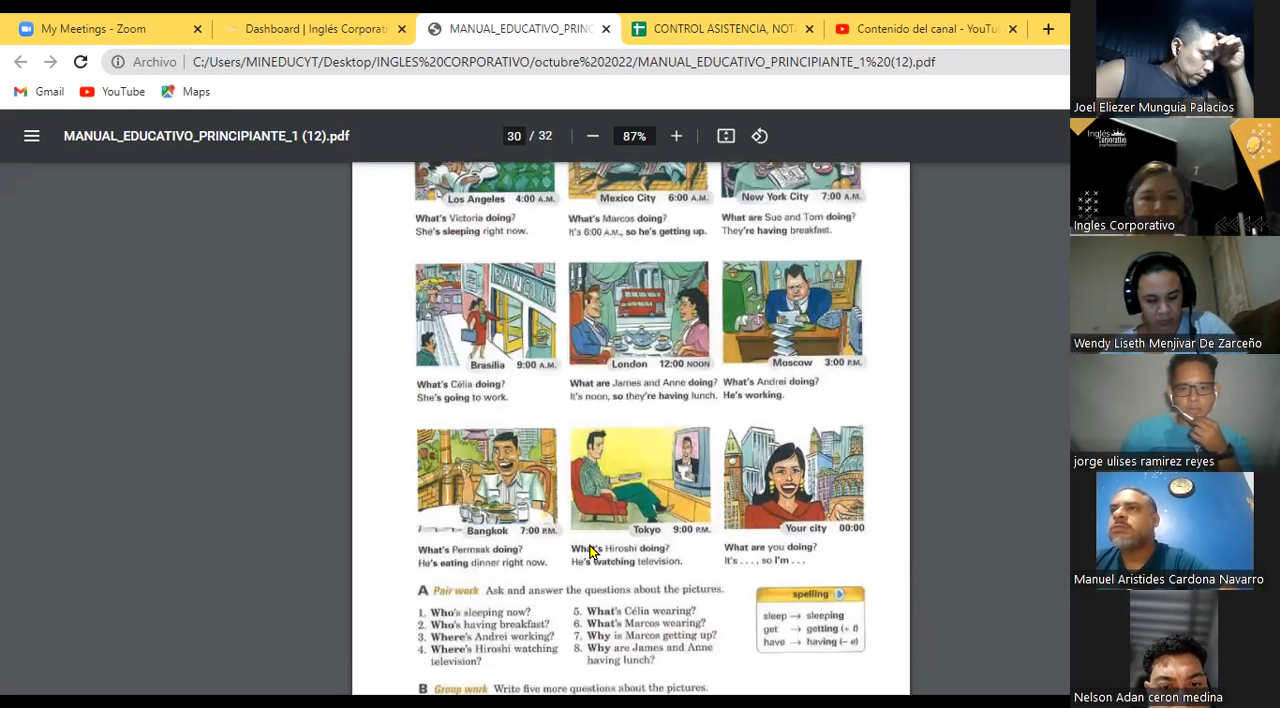 My Meetings - Zoom
Dashboard | Inglés Corporati
MANUAL_EDUCATIVO_PRINC
CONTROL ASISTENCIA, NOT
Contenido del canal - YouTu
Archivo
C:/Users/MINEDUCYT/Desktop/INGLES%20CORPORATIVO/octubre%202022/MANUAL_EDUCATIVO_PRINCIPIANTE_1%20(12).pdf
Gmail
YouTube
Maps
MANUAL_EDUCATIVO_PRINCIPIANTE_1 (12).pdf
30 / 32
87%
Los Angeles 4:00 A.M.
Mexico City 6:00 A.M.
New York City 7:00 A.M.
What's Victoria doing?
She's sleeping right now.
What's Marcos doing?
It's 6:00 A.M., so he's getting up.
What are Sue and Tom doing?
They're having breakfast.
Brasília 9:00 A.M.
London 12:00 NOON
Moscow 3:00 P.M.
What's Célia doing?
She's going to work.
What are James and Anne doing?
It's noon, so they're having lunch.
What's Andrei doing?
He's working.
Bangkok 7:00 P.M.
Tokyo 9:00 P.M.
Your city 00:00
What's Permsak doing?
He's eating dinner right now.
What's Hiroshi doing?
He's watching television.
What are you doing?
It's . . . , so I'm . . .
A Pair work Ask and answer the questions about the pictures.
1. Who's sleeping now?
2. Who's having breakfast?
3. Where's Andrei working?
4. Where's Hiroshi watching
television?
5. What's Célia wearing?
6. What's Marcos wearing?
7. Why is Marcos getting up?
8. Why are James and Anne
having lunch?
spelling
sleep → sleeping
get → getting (+ t)
have → having (– e)
B Group work Write five more questions about the pictures.
Joel Eliezer Munguia Palacios
Inglés
Corporativo
Ingles Corporativo
Wendy Liseth Menjivar De Zarceño
jorge ulises ramirez reyes
Manuel Aristides Cardona Navarro
Nelson Adan ceron medina